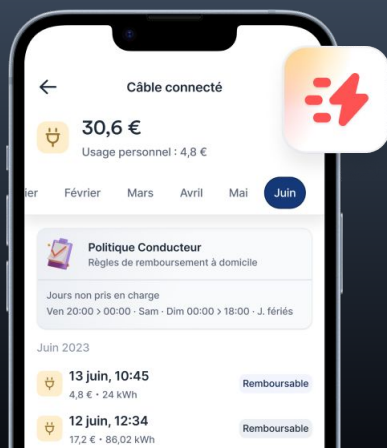 Câble connecté
30,6 €
Usage personnel : 4,8 €
ier Février Mars Avril Mai Juin
Politique Conducteur
Règles de remboursement à domicile
Jours non pris en charge
Ven 20:00 > 00:00 · Sam · Dim 00:00 > 18:00 · J. fériés
Juin 2023
13 juin, 10:45
4,8 € • 24 kWh
Remboursable
12 juin, 12:34
17,2 € • 86,02 kWh
Remboursable